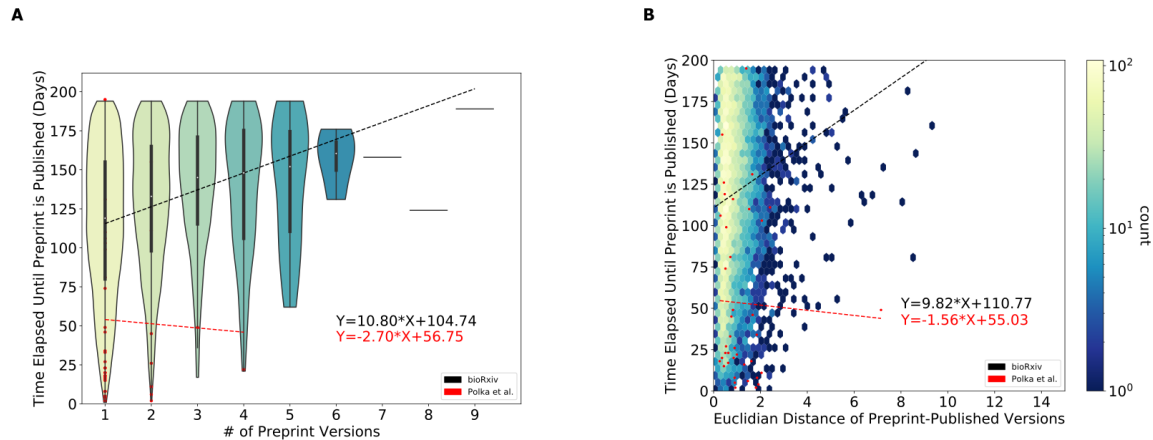 A
Time Elapsed Until Preprint is Published (Days)
200
175
150
125
100
75
50
25
0
1 2 3 4 5 6 7 8 9
# of Preprint Versions
Y=10.80*X+104.74
Y=-2.70*X+56.75
bioRxiv
Polka et al.
B
Time Elapsed Until Preprint is Published (Days)
200
175
150
125
100
75
50
25
0
0 2 4 6 8 10 12 14
Euclidian Distance of Preprint-Published Versions
Y=9.82*X+110.77
Y=-1.56*X+55.03
bioRxiv
Polka et al.
10²
10¹
10⁰
count